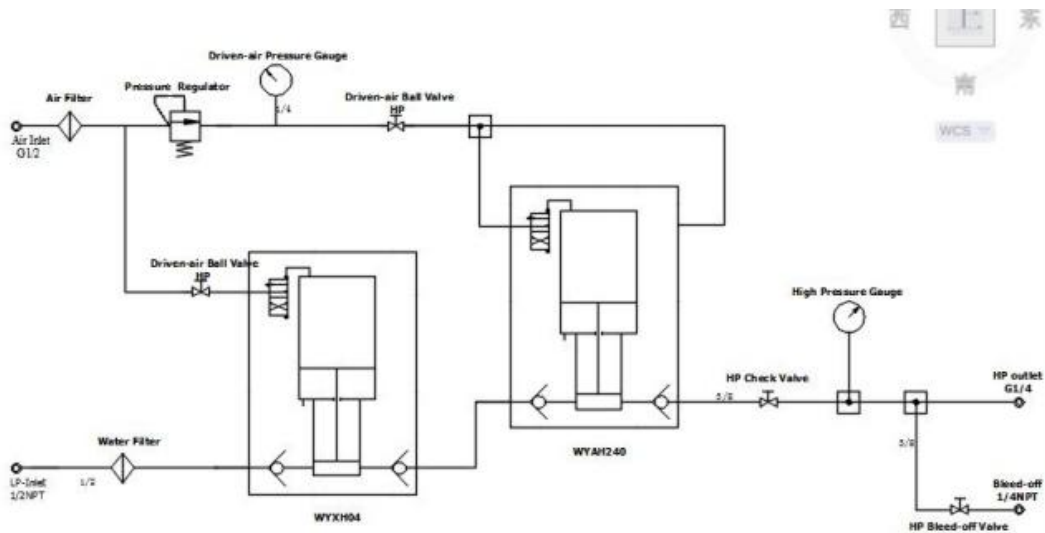 西
上
东
南
WCS
Driven-air Pressure Gauge
Pressure Regulator
1/4
Air Filter
Driven-air Ball Valve
HP
Air Inlet
G1/2
Driven-air Ball Valve
HP
High Pressure Gauge
HP Check Valve
HP outlet
G1/4
3/8
WYAH240
Water Filter
LP-Inlet
1/2NPT
1/2
3/8
Bleed-off
1/4NPT
WYXH04
HP Bleed-off Valve